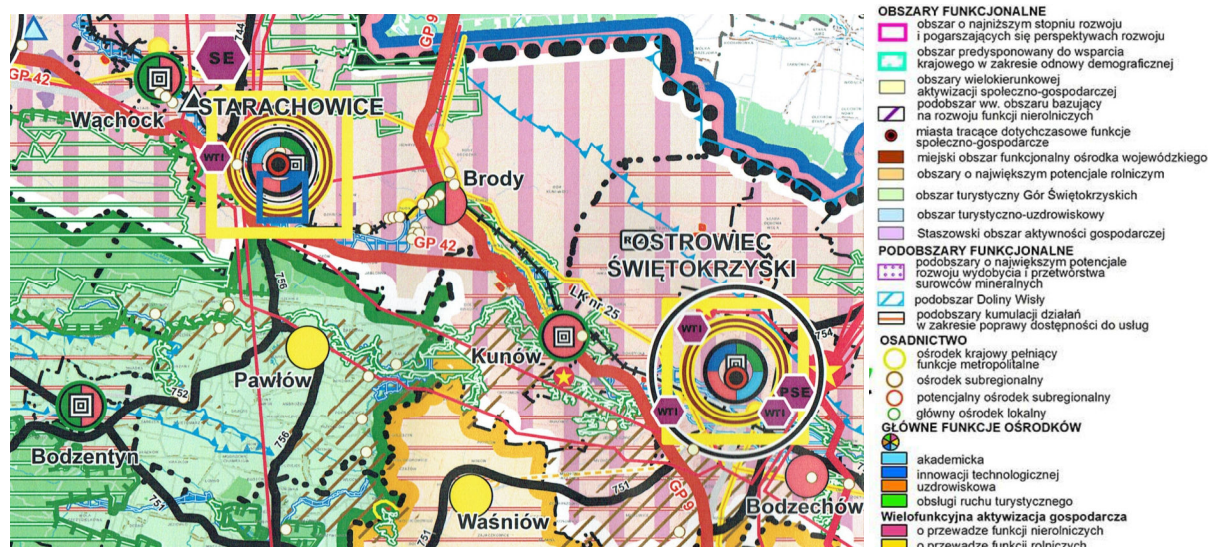 744
GP 9
SE
GP 42
STARACHOWICE
Wąchock
WTI
Brody
GP 42
OSTROWIEC
ŚWIĘTOKRZYSKI
756
LK nr 25
754
WTI
Kunów
Pawłów
PSE
752
WTI
WTI
756
Bodzentyn
751
751
GP 9
Bodzechów
Waśniów
751
OBSZARY FUNKCJONALNE
obszar o najniższym stopniu rozwoju
i pogarszających się perspektywach rozwoju
obszar predysponowany do wsparcia
krajowego w zakresie odnowy demograficznej
obszary wielokierunkowej
aktywizacji społeczno-gospodarczej
podobszar ww. obszaru bazujący
na rozwoju funkcji nierolniczych
miasta tracące dotychczasowe funkcje
społeczno-gospodarcze
miejski obszar funkcjonalny ośrodka wojewódzkiego
obszary o największym potencjale rolniczym
obszar turystyczny Gór Świętokrzyskich
obszar turystyczno-uzdrowiskowy
Staszowski obszar aktywności gospodarczej
PODOBSZARY FUNKCJONALNE
podobszary o największym potencjale
rozwoju wydobycia i przetwórstwa
surowców mineralnych
podobszar Doliny Wisły
podobszary kumulacji działań
w zakresie poprawy dostępności do usług
OSADNICTWO
ośrodek krajowy pełniący
funkcje metropolitalne
ośrodek subregionalny
potencjalny ośrodek subregionalny
główny ośrodek lokalny
GŁÓWNE FUNKCJE OŚRODKÓW
akademicka
innowacji technologicznej
uzdrowiskowa
obsługi ruchu turystycznego
Wielofunkcyjna aktywizacja gospodarcza
o przewadze funkcji nierolniczych
o przewadze funkcji rolniczych